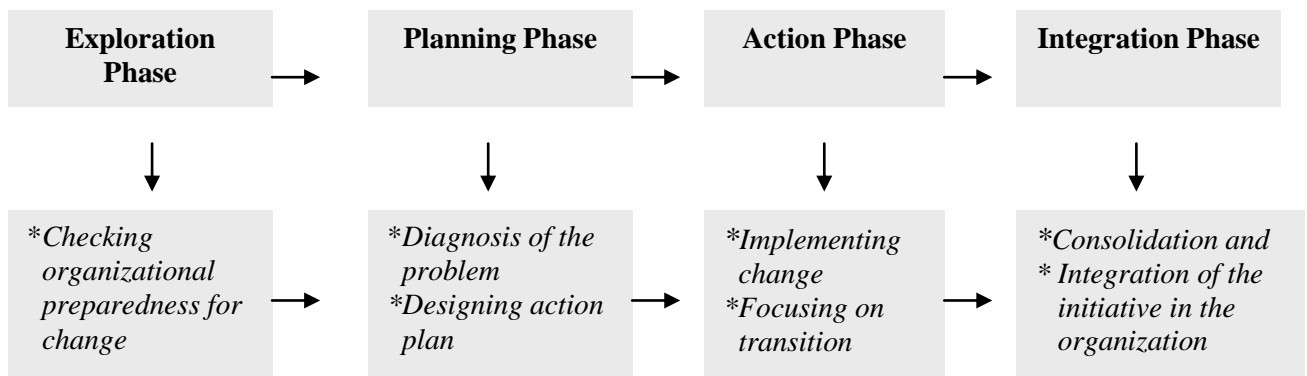 Exploration
Phase
Planning Phase
Action Phase
Integration Phase
*Checking
organizational
preparedness for
change
*Diagnosis of the
problem
*Designing action
plan
*Implementing
change
*Focusing on
transition
*Consolidation and
* Integration of the
initiative in the
organization